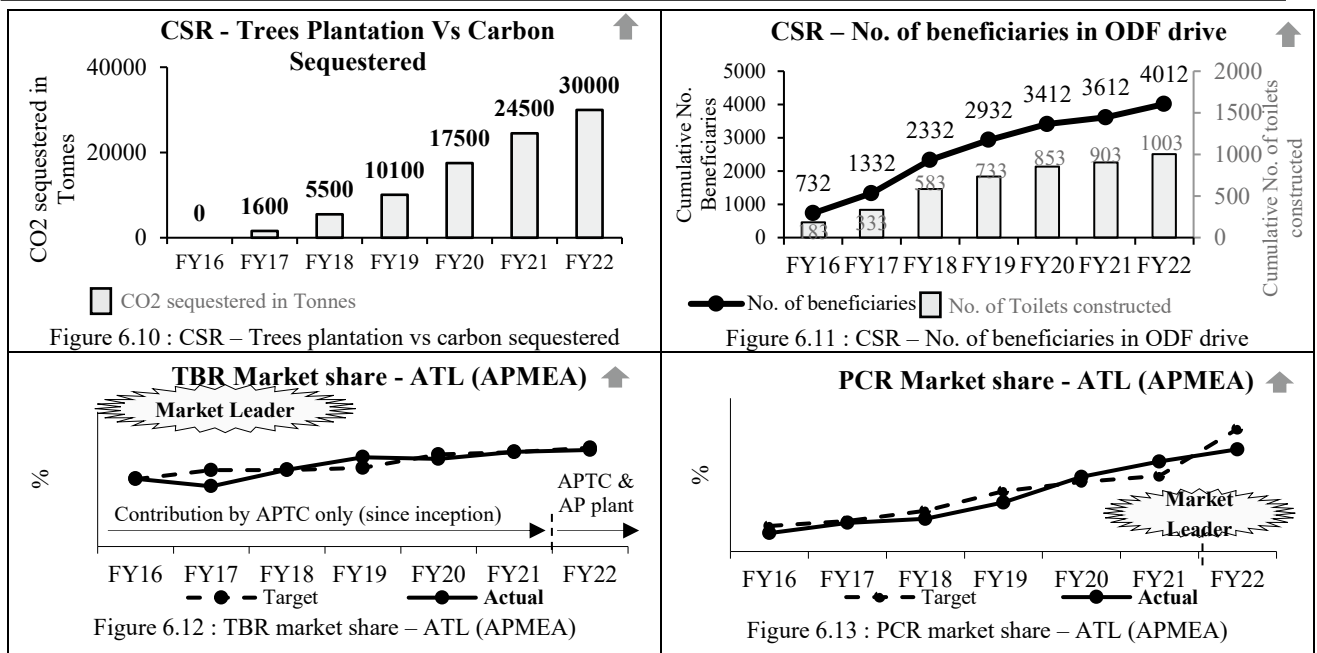 CSR - Trees Plantation Vs Carbon
Sequestered
CO2 sequestered in
Tonnes
40000
20000
0
0
1600
5500
10100
17500
24500
30000
FY16 FY17 FY18 FY19 FY20 FY21 FY22
CO2 sequestered in Tonnes
Figure 6.10 : CSR – Trees plantation vs carbon sequestered
CSR – No. of beneficiaries in ODF drive
Cumulative No.
Beneficiaries
5000
4000
3000
2000
1000
0
732
1332
2332
2932
3412
3612
4012
183
333
583
733
853
903
1003
2000
1500
1000
500
0
Cumulative No. of toilets
constructed
FY16 FY17 FY18 FY19 FY20 FY21 FY22
No. of beneficiaries No. of Toilets constructed
Figure 6.11 : CSR – No. of beneficiaries in ODF drive
TBR Market share - ATL (APMEA)
Market Leader
%
APTC &
AP plant
Contribution by APTC only (since inception)
FY16 FY17 FY18 FY19 FY20 FY21 FY22
Target Actual
Figure 6.12 : TBR market share – ATL (APMEA)
PCR Market share - ATL (APMEA)
%
Market
Leader
FY16 FY17 FY18 FY19 FY20 FY21 FY22
Target Actual
Figure 6.13 : PCR market share – ATL (APMEA)